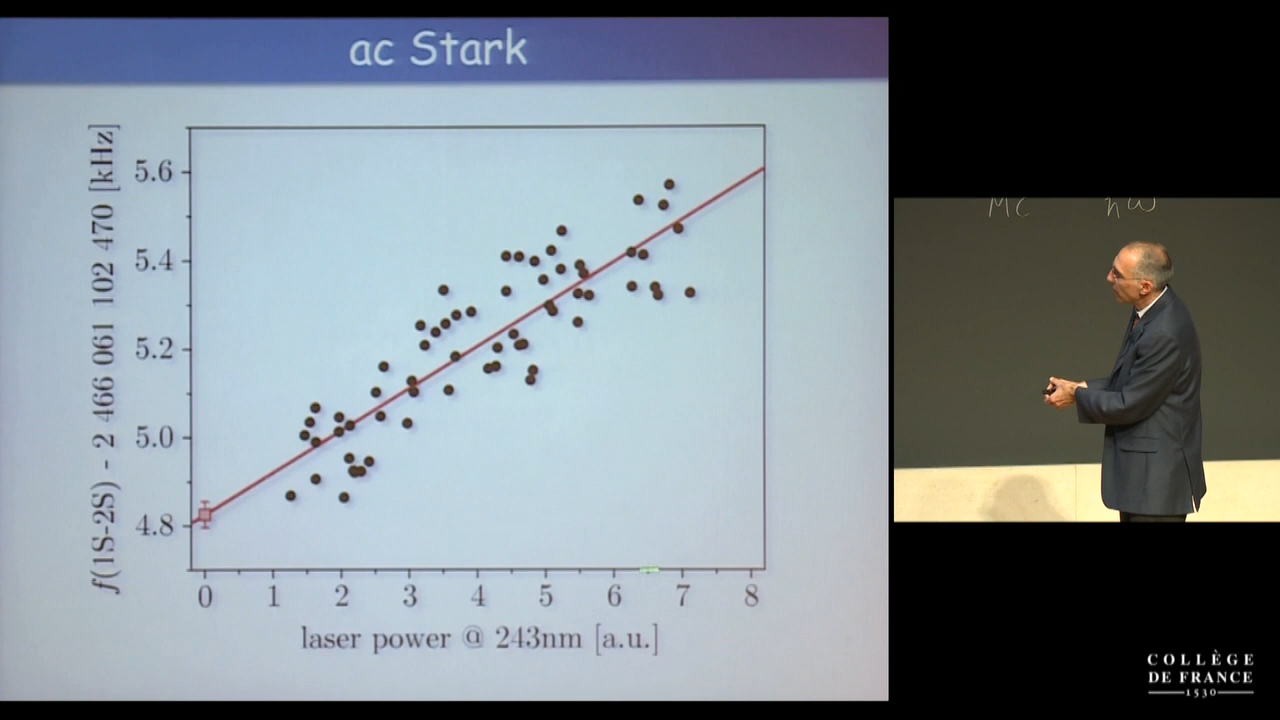 ac Stark
f(1S-2S) - 2 466 061 102 470 [kHz]
5.6
5.4
5.2
5.0
4.8
0 1 2 3 4 5 6 7 8
laser power @ 243nm [a.u.]
Mc ħω
COLLÈGE
DE FRANCE
1530